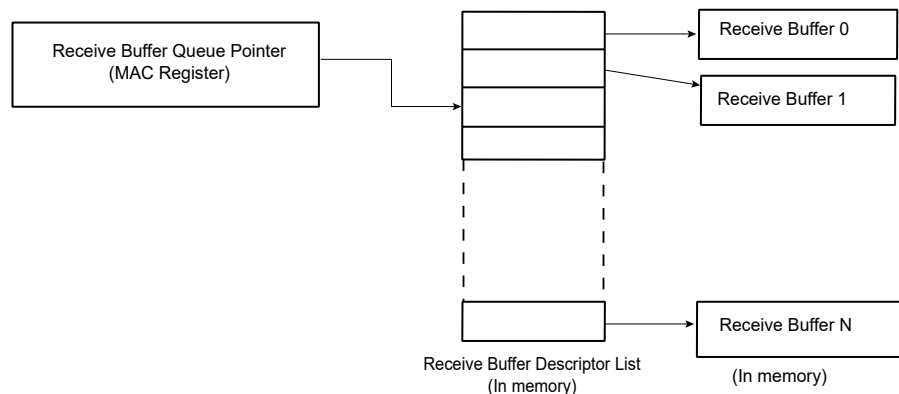 Receive Buffer Queue Pointer
(MAC Register)
Receive Buffer 0
Receive Buffer 1
Receive Buffer N
Receive Buffer Descriptor List
(In memory)
(In memory)